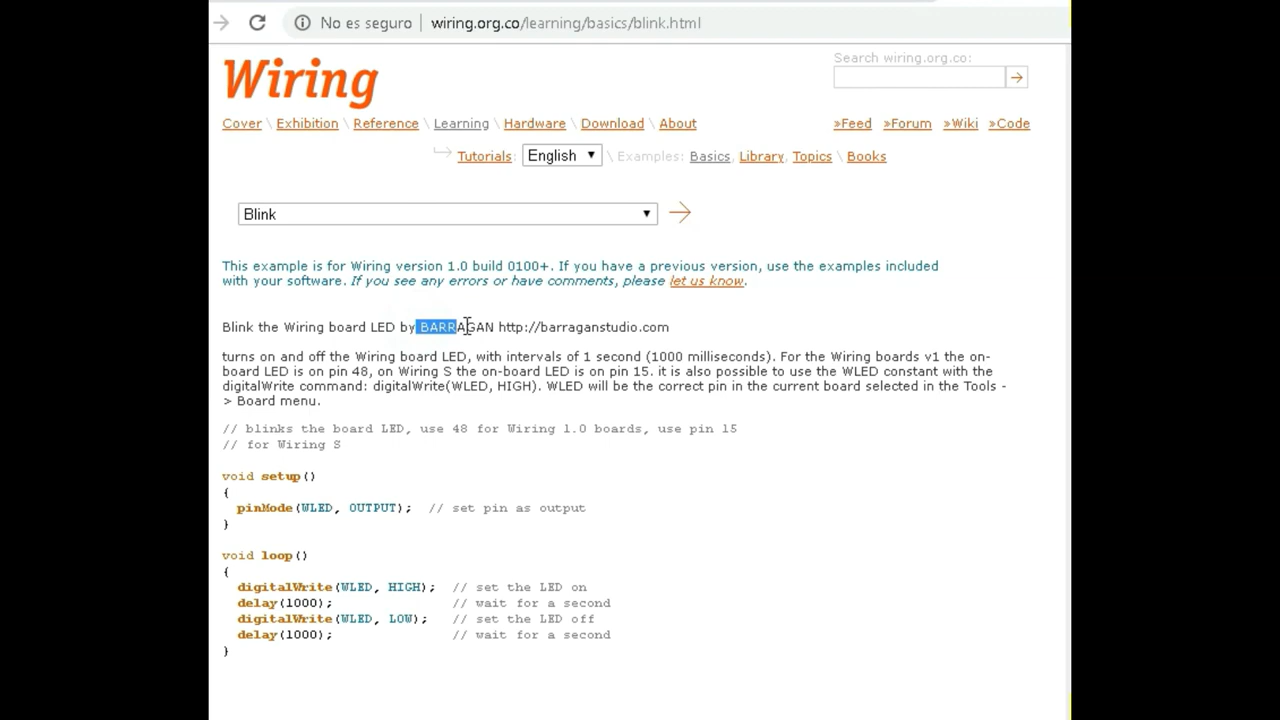 No es seguro | wiring.org.co/learning/basics/blink.html
Wiring
Search wiring.org.co:
Cover \ Exhibition \ Reference \ Learning \ Hardware \ Download \ About
»Feed »Forum »Wiki »Code
Tutorials: English \ Examples: Basics, Library, Topics \ Books
Blink
This example is for Wiring version 1.0 build 0100+. If you have a previous version, use the examples included
with your software. If you see any errors or have comments, please let us know.
Blink the Wiring board LED by BARRAGAN http://barraganstudio.com
turns on and off the Wiring board LED, with intervals of 1 second (1000 milliseconds). For the Wiring boards v1 the on-
board LED is on pin 48, on Wiring S the on-board LED is on pin 15. it is also possible to use the WLED constant with the
digitalWrite command: digitalWrite(WLED, HIGH). WLED will be the correct pin in the current board selected in the Tools -
> Board menu.
// blinks the board LED, use 48 for Wiring 1.0 boards, use pin 15
// for Wiring S
void setup()
{
pinMode(WLED, OUTPUT); // set pin as output
}
void loop()
{
digitalWrite(WLED, HIGH); // set the LED on
delay(1000); // wait for a second
digitalWrite(WLED, LOW); // set the LED off
delay(1000); // wait for a second
}